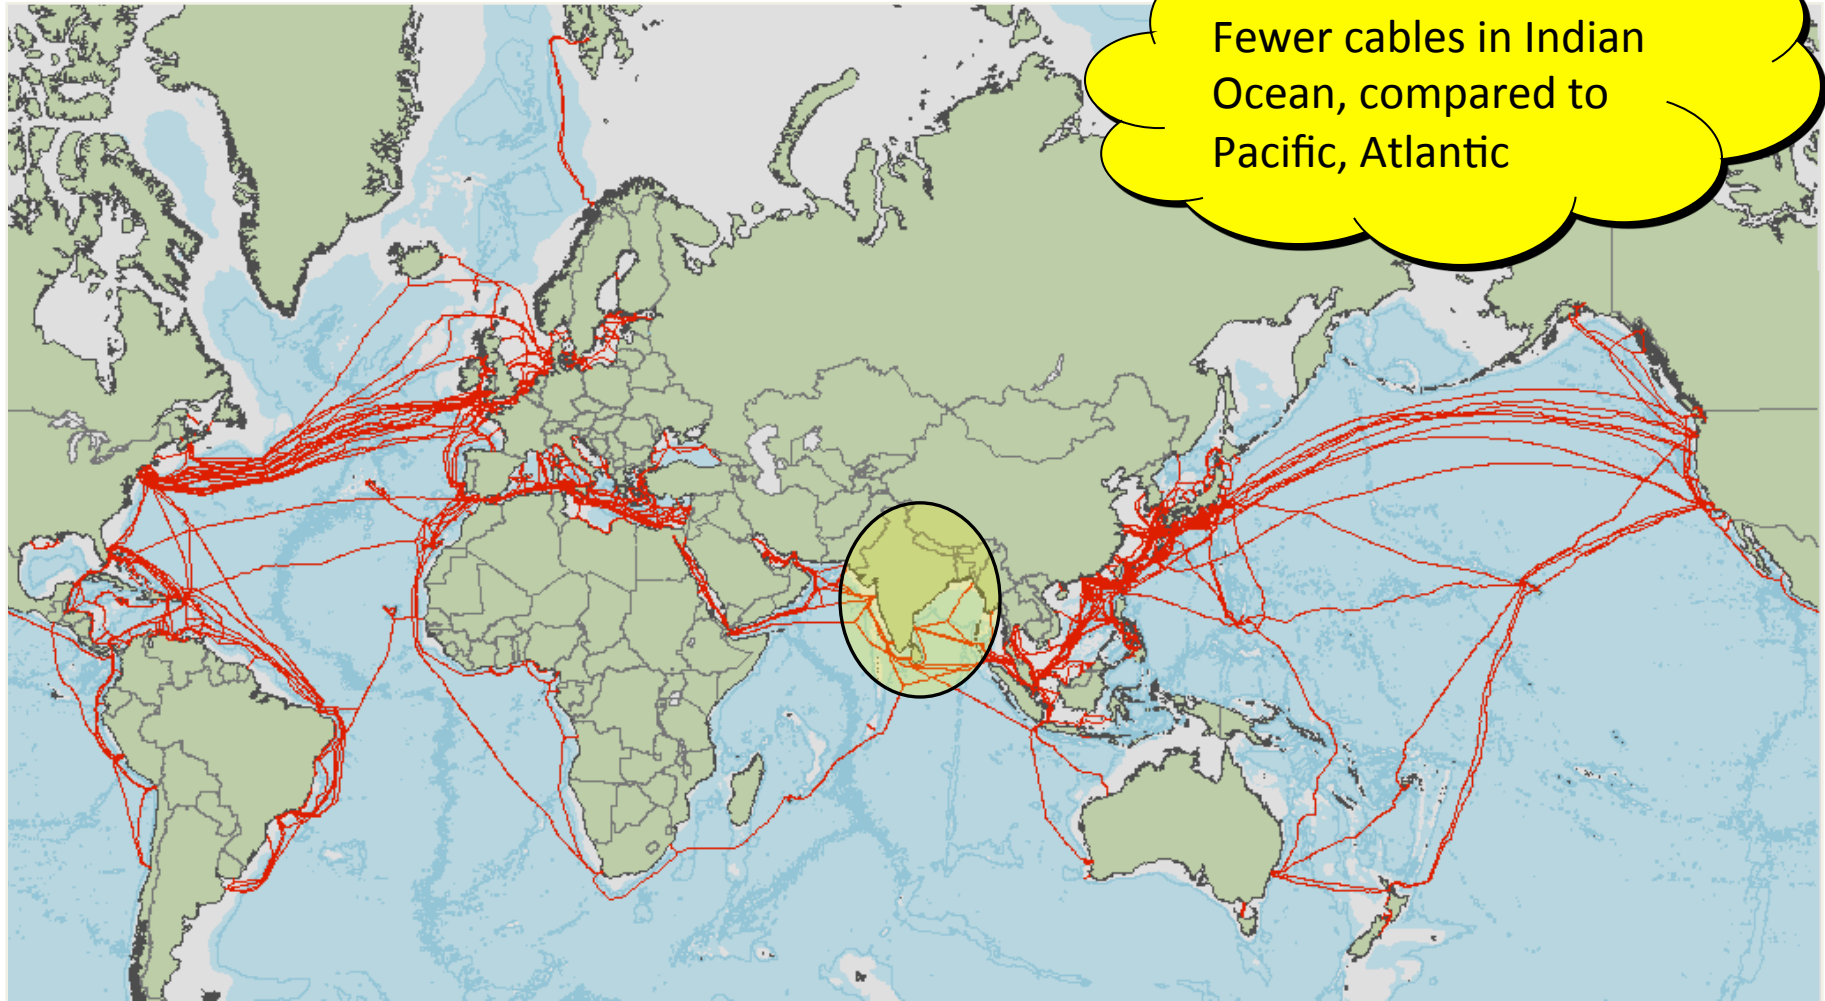 Fewer cables in Indian
Ocean, compared to
Pacific, Atlantic